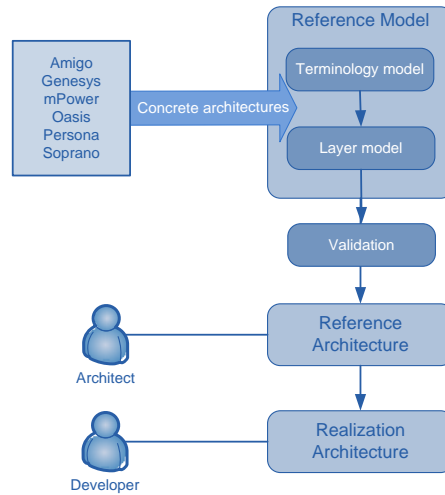 Reference Model
Amigo
Genesys
mPower
Oasis
Persona
Soprano
Concrete architectures
Terminology model
Layer model
Validation
Reference
Architecture
Architect
Realization
Architecture
Developer